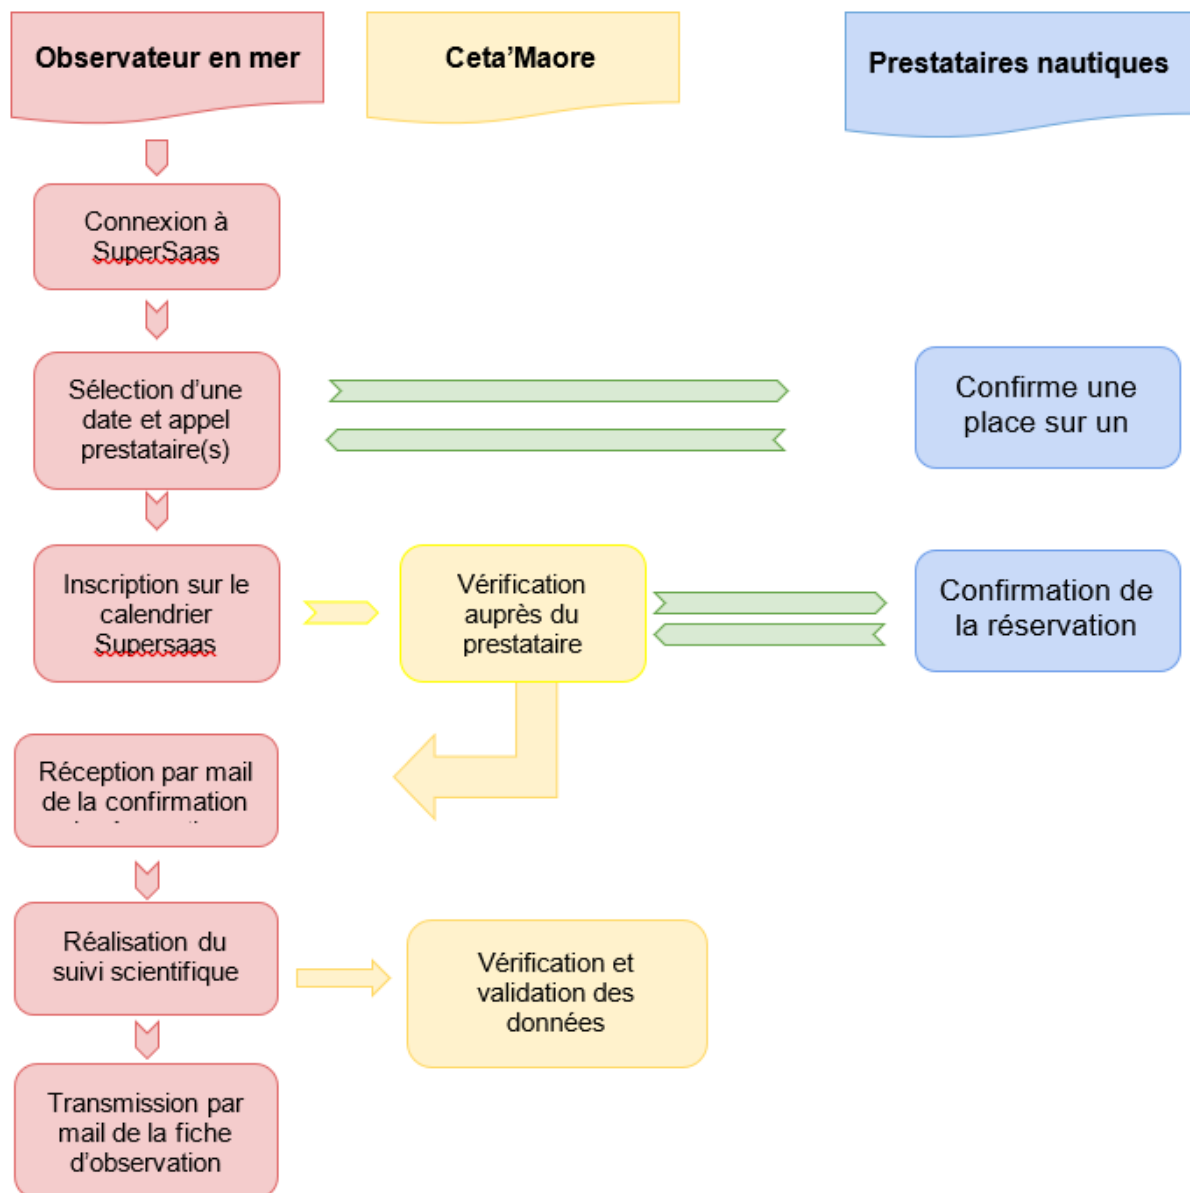 Observateur en mer
Ceta'Maore
Prestataires nautiques
Connexion à
SuperSaas
Sélection d'une
date et appel
prestataire(s)
Confirme une
place sur un
Inscription sur le
calendrier
Supersaas
Vérification
auprès du
prestataire
Confirmation de
la réservation
Réception par mail
de la confirmation
Réalisation du
suivi scientifique
Vérification et
validation des
données
Transmission par
mail de la fiche
d'observation